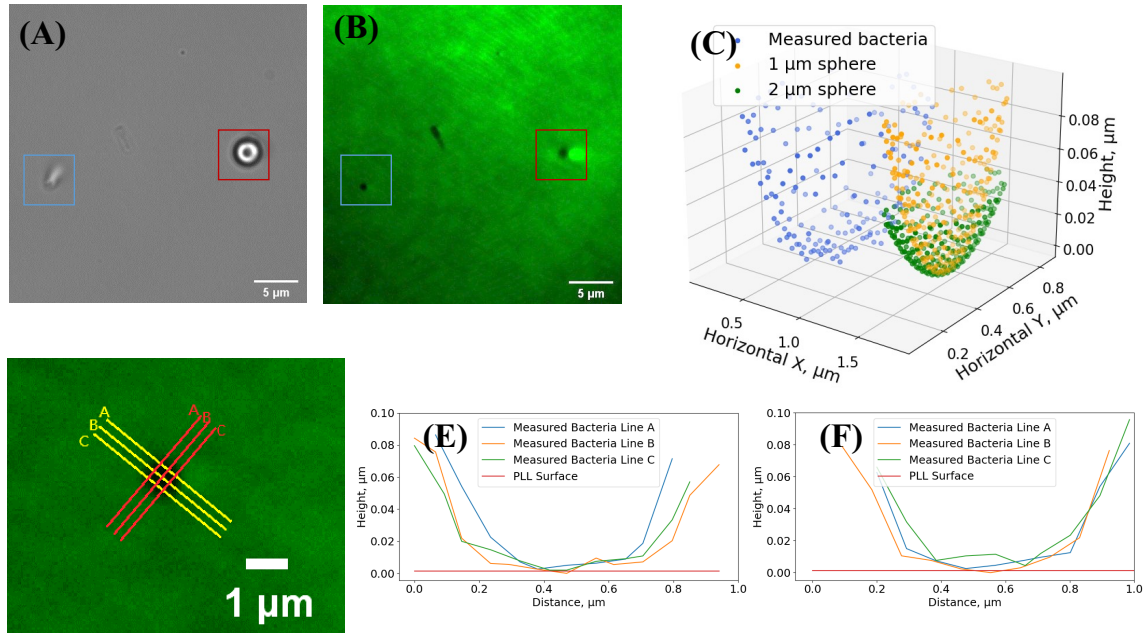 (A)
5 µm
(B)
5 µm
(C)
Measured bacteria
1 µm sphere
2 µm sphere
0.08
0.06
0.04
0.02
0.00
Height, µm
0.5
1.0
1.5
Horizontal X, µm
0.2
0.4
0.6
0.8
Horizontal Y, µm
A
B
C
A
B
C
1 µm
(E)
Measured Bacteria Line A
Measured Bacteria Line B
Measured Bacteria Line C
PLL Surface
0.10
0.08
0.06
0.04
0.02
0.00
Height, µm
0.0 0.2 0.4 0.6 0.8 1.0
Distance, µm
(F)
Measured Bacteria Line A
Measured Bacteria Line B
Measured Bacteria Line C
PLL Surface
0.10
0.08
0.06
0.04
0.02
0.00
Height, µm
0.0 0.2 0.4 0.6 0.8 1.0
Distance, µm